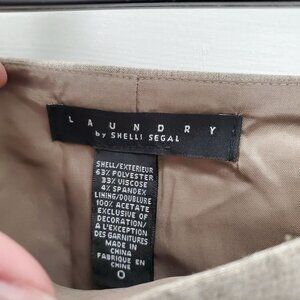 LAUNDRY
by SHELLI SEGAL
SHELL/EXTERIEUR
63% POLYESTER
33% VISCOSE
4% SPANDEX
LINING/DOUBLURE
100% ACETATE
EXCLUSIVE OF
DECORATION/
A L'EXCEPTION
DES GARNITURES
MADE IN
CHINA
FABRIQUE EN
CHINE
0